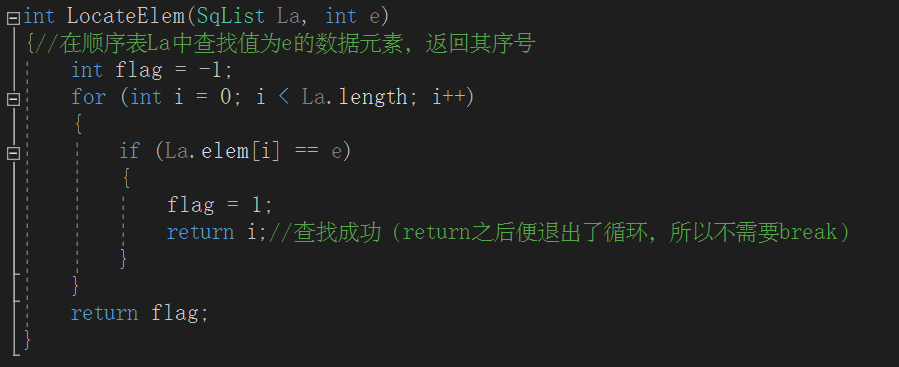 int LocateElem(SqList La, int e)
{//在顺序表La中查找值为e的数据元素，返回其序号
int flag = -1;
for (int i = 0; i < La.length; i++)
{
if (La.elem[i] == e)
{
flag = 1;
return i;//查找成功（return之后便退出了循环，所以不需要break）
}
}
return flag;
}